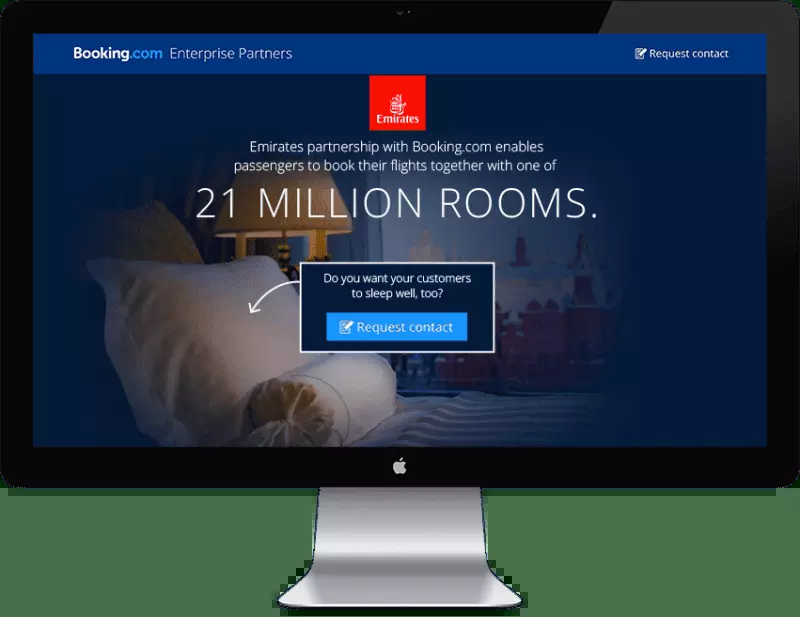 Booking.com Enterprise Partners
Request contact
Emirates
Emirates partnership with Booking.com enables
passengers to book their flights together with one of
21 MILLION ROOMS.
Do you want your customers
to sleep well, too?
Request contact